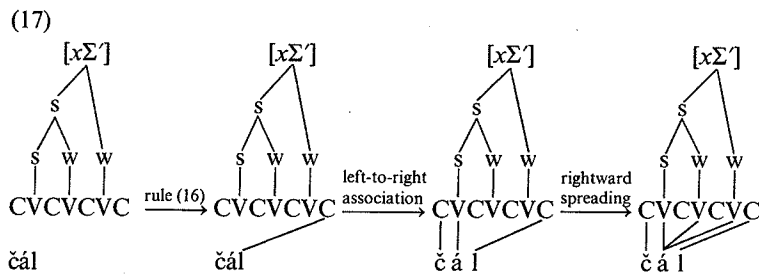 (17)
[xΣ′] [xΣ′] [xΣ′] [xΣ′]
s s s s
s w w s w w s w w s w w
CVCVCVC rule (16) CVCVCVC left-to-right association CVCVCVC rightward spreading CVCVCVC
čál čál č á l č á l